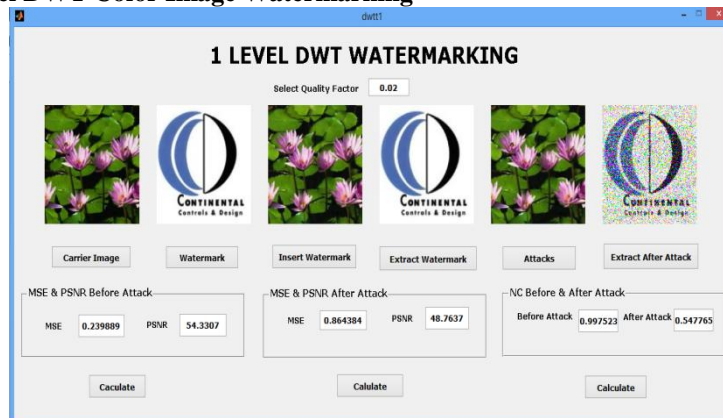 DWT Color Image Watermarking
dwtt1
1 LEVEL DWT WATERMARKING
Select Quality Factor 0.02
CONTINENTAL
Controls & Design
CONTINENTAL
Controls & Design
CONTINENTAL
Controls & Design
Carrier Image Watermark Insert Watermark Extract Watermark Attacks Extract After Attack
MSE & PSNR Before Attack
MSE 0.239889 PSNR 54.3307
Caculate
MSE & PSNR After Attack
MSE 0.864384 PSNR 48.7637
Calulate
NC Before & After Attack
Before Attack 0.997523 After Attack 0.547765
Calculate